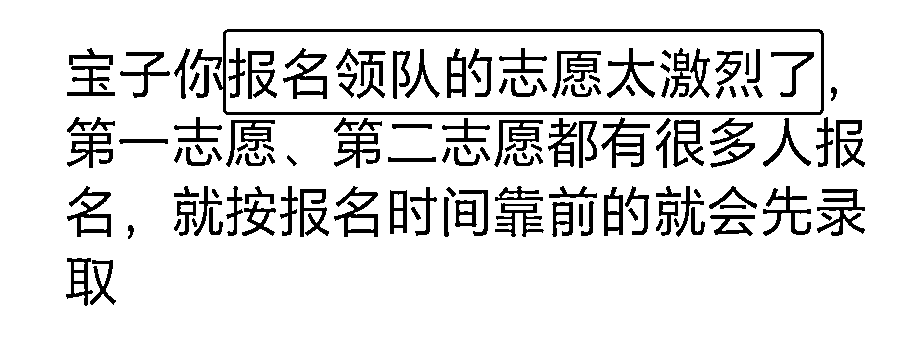 宝子你报名领队的志愿太激烈了，
第一志愿、第二志愿都有很多人报
名，就按报名时间靠前的就会先录
取